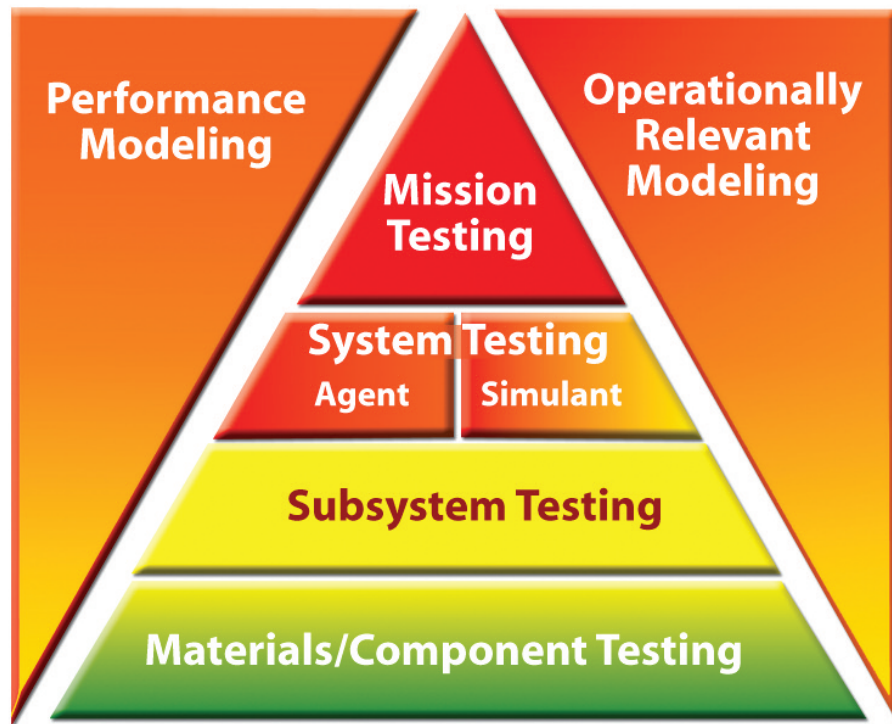 Performance
Modeling
Operationally
Relevant
Modeling
Mission
Testing
System Testing
Agent
Simulant
Subsystem Testing
Materials/Component Testing